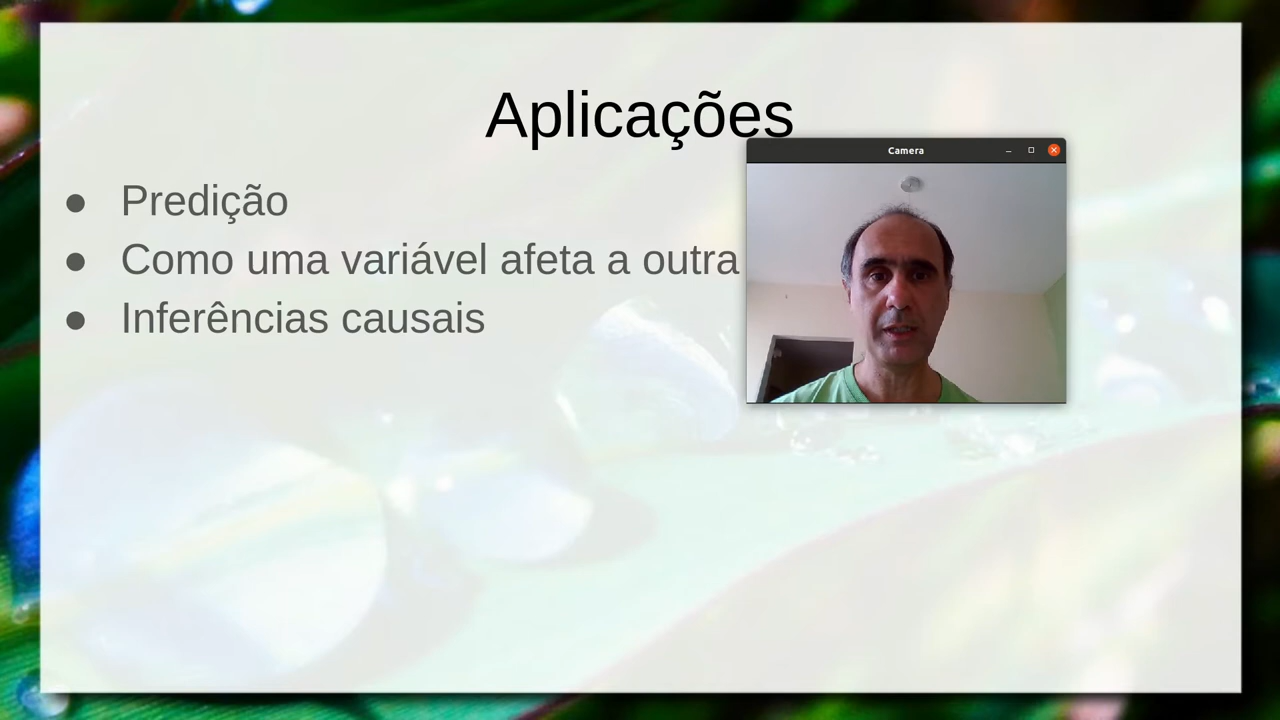 Aplicações
Camera
Predição
Como uma variável afeta a outra
Inferências causais